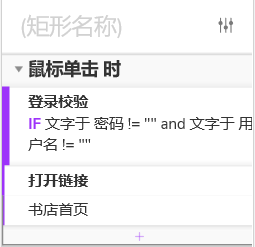 (矩形名称)
鼠标单击 时
登录校验
IF 文字于 密码 != "" and 文字于 用
户名 != ""
打开链接
书店首页
+